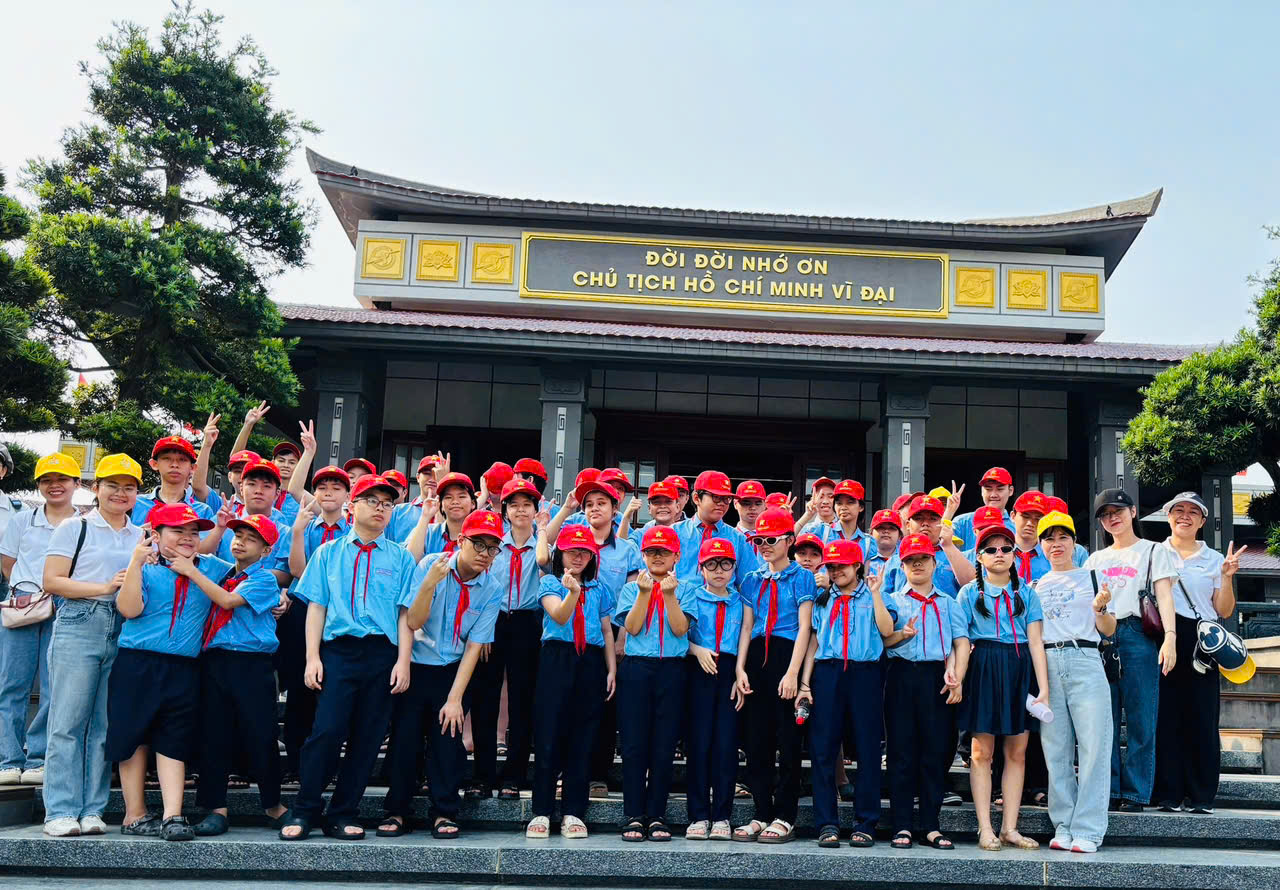 ĐỜI ĐỜI NHỚ ƠN
CHỦ TỊCH HỒ CHÍ MINH VĨ ĐẠI